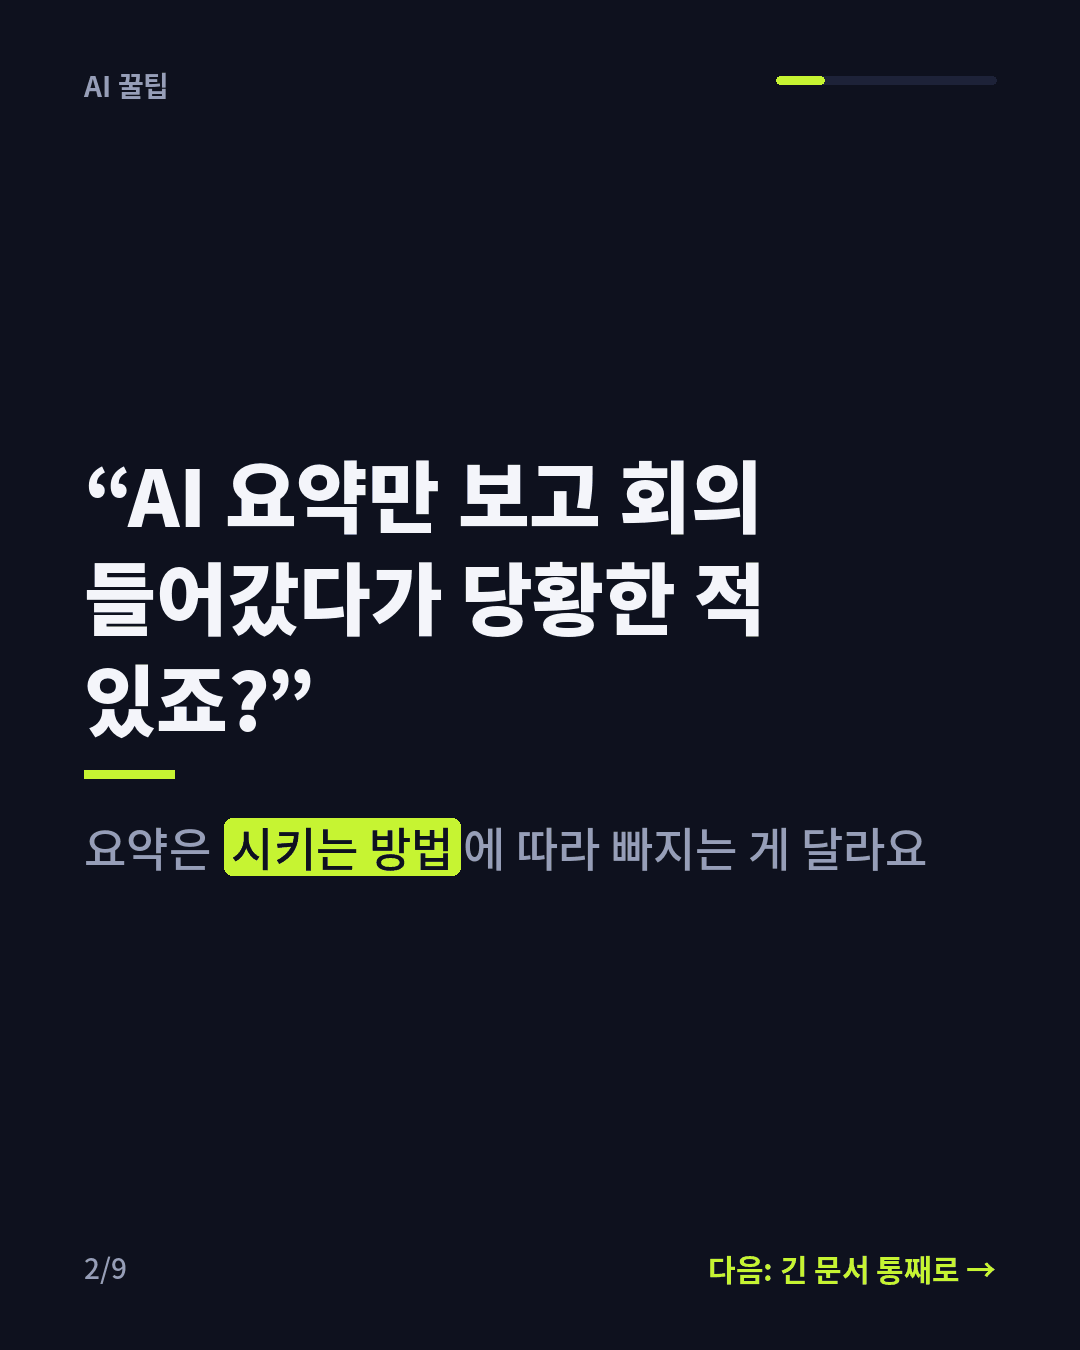 AI 꿀팁
“AI 요약만 보고 회의
들어갔다가 당황한 적
있죠?”
요약은 시키는 방법에 따라 빠지는 게 달라요
2/9
다음: 긴 문서 통째로 →